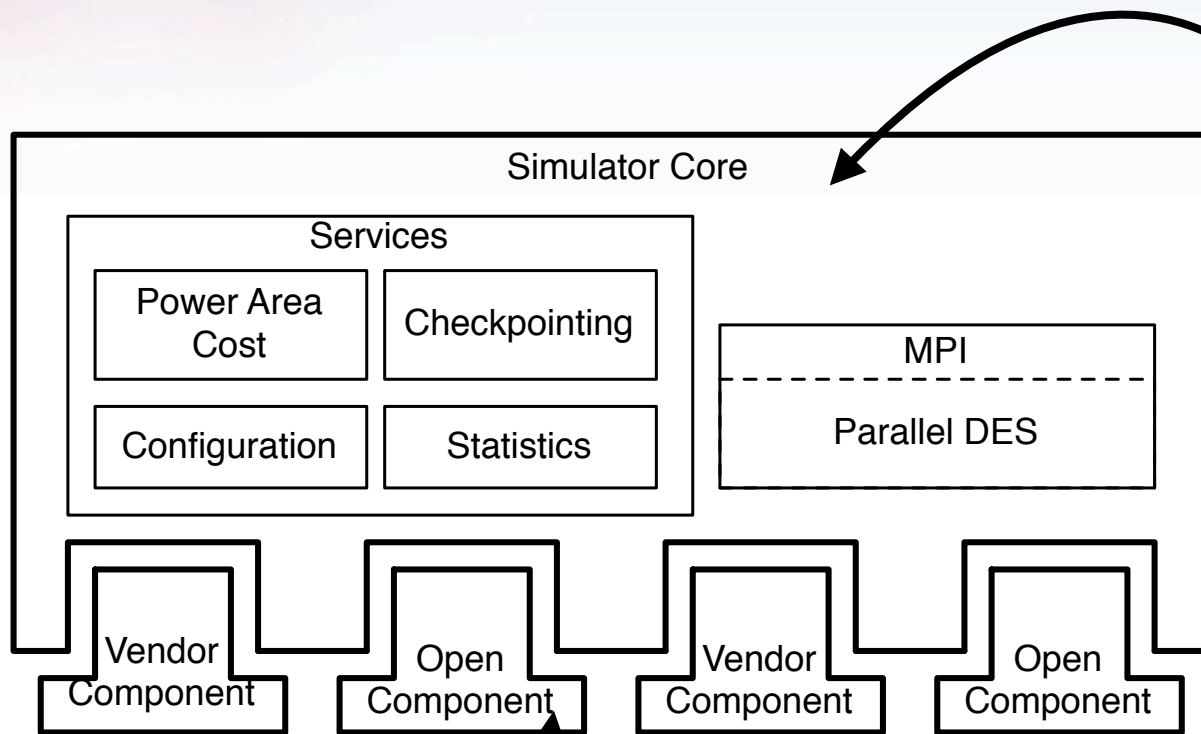 Simulator Core
Services
Power Area
Cost
Checkpointing
Configuration
Statistics
MPI
Parallel DES
Vendor
Component
Open
Component
Vendor
Component
Open
Component